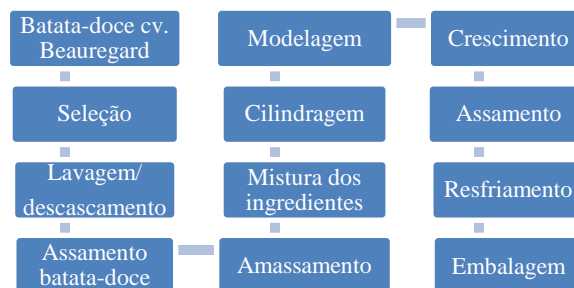 Batata-doce cv.
Beauregard
Seleção
Lavagem/
descascamento
Assamento
batata-doce
Amassamento
Mistura dos
ingredientes
Cilindragem
Modelagem
Crescimento
Assamento
Resfriamento
Embalagem